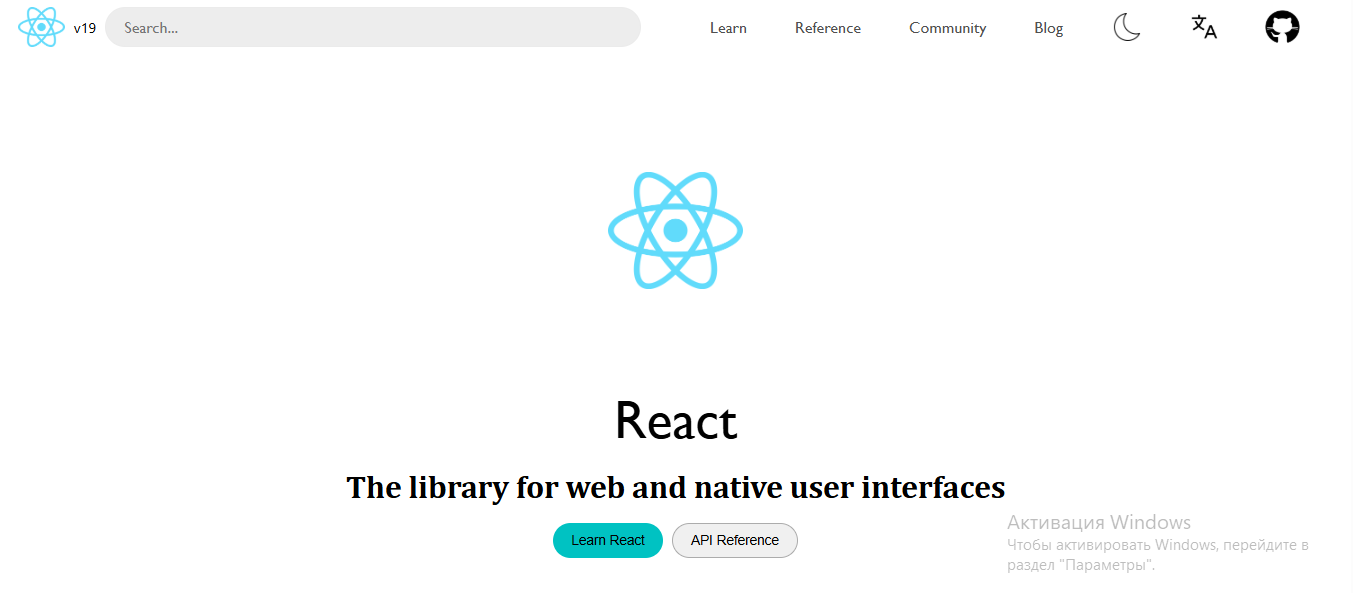 v19 Search... Learn Reference Community Blog
React
The library for web and native user interfaces
Learn React API Reference
Активация Windows
Чтобы активировать Windows, перейдите в
раздел "Параметры".